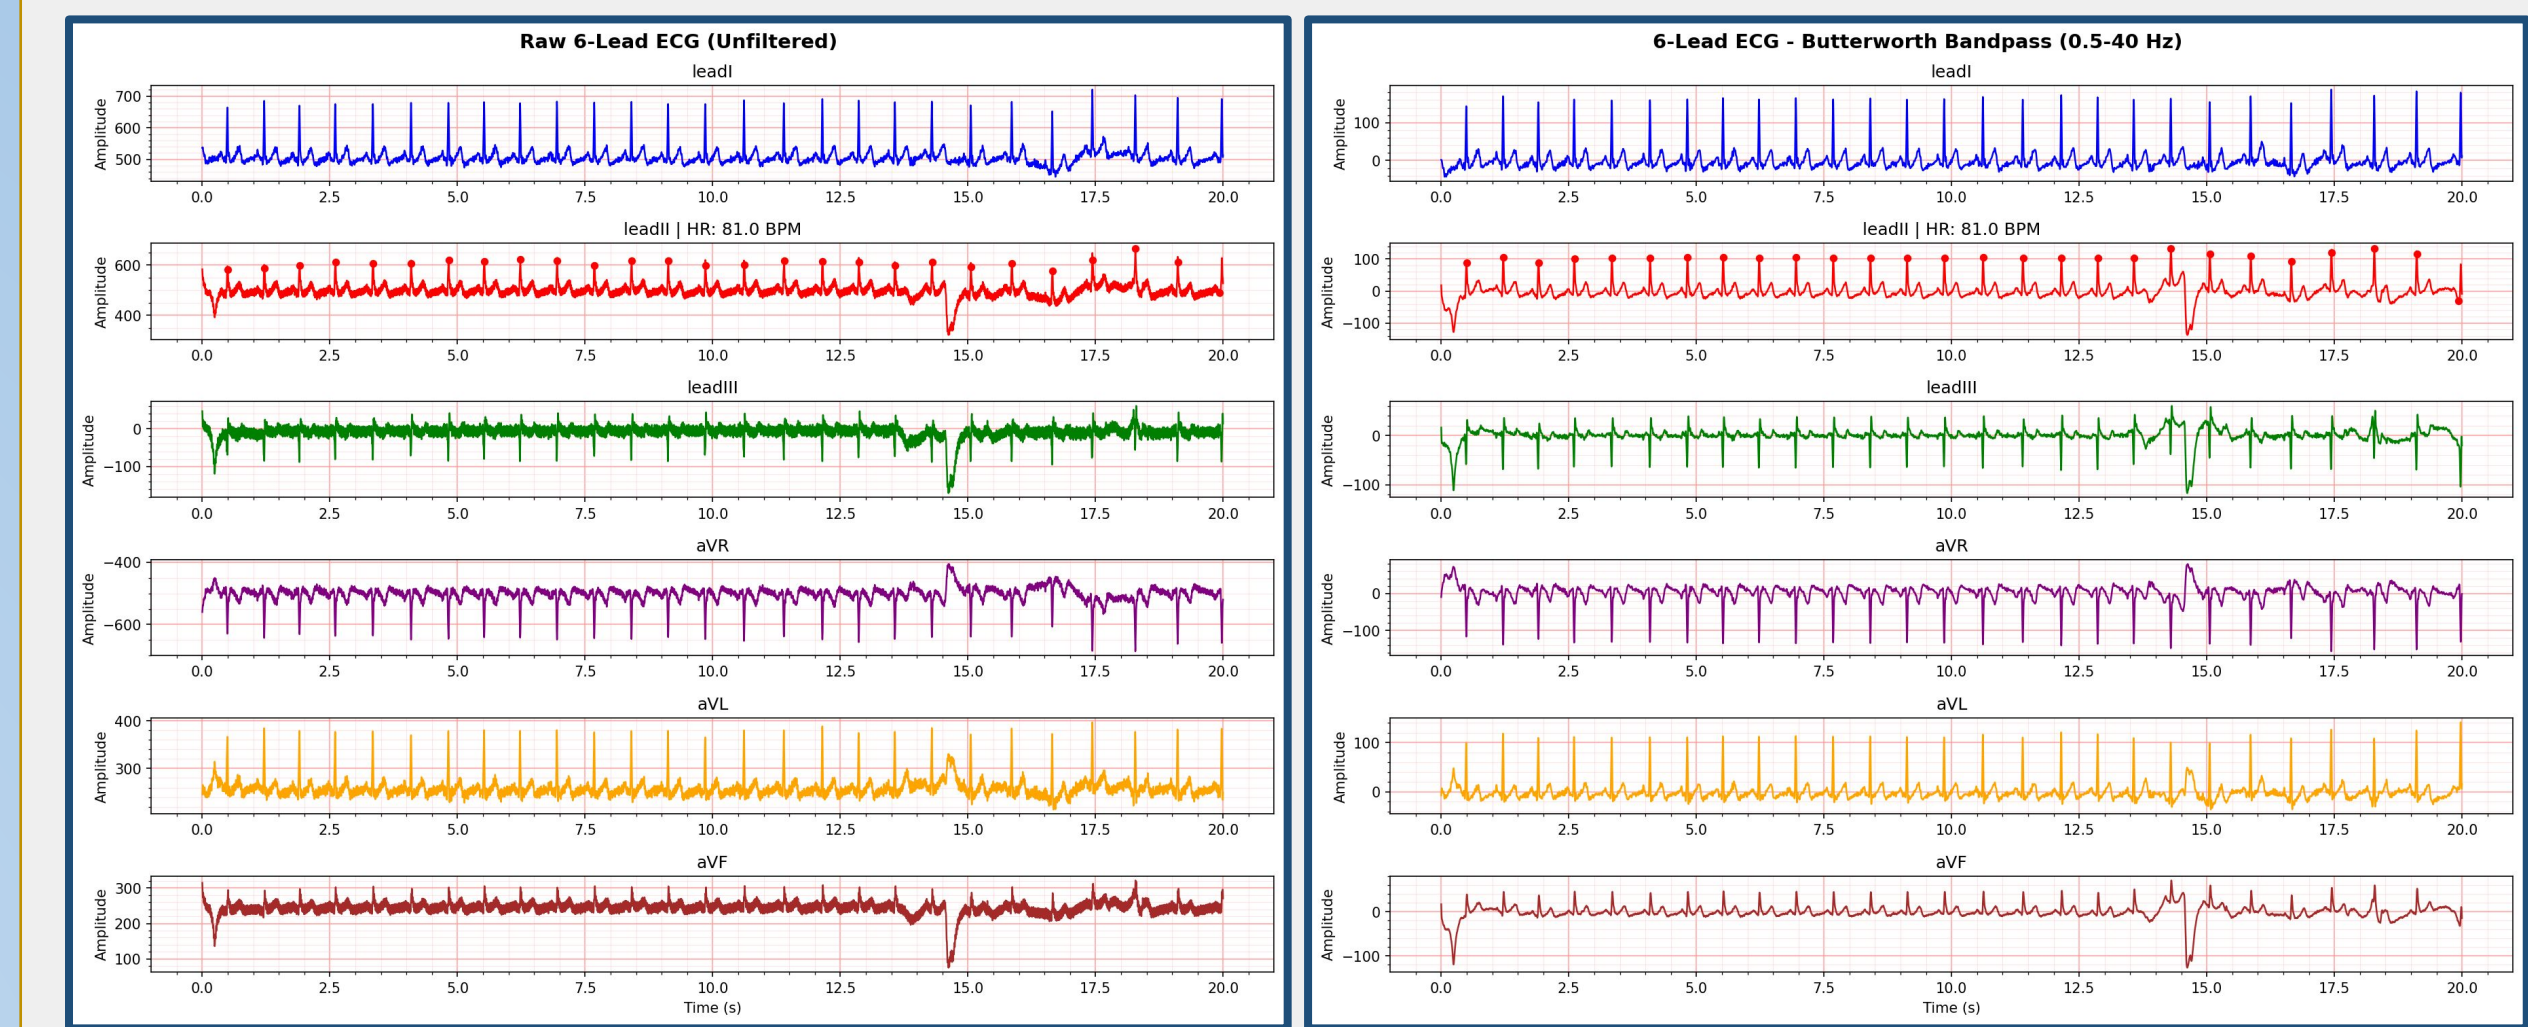 Raw 6-Lead ECG (Unfiltered)
leadI
Amplitude
700
600
500
0.0 2.5 5.0 7.5 10.0 12.5 15.0 17.5 20.0
leadII | HR: 81.0 BPM
Amplitude
600
400
0.0 2.5 5.0 7.5 10.0 12.5 15.0 17.5 20.0
leadIII
Amplitude
0
−100
0.0 2.5 5.0 7.5 10.0 12.5 15.0 17.5 20.0
aVR
Amplitude
−400
−600
0.0 2.5 5.0 7.5 10.0 12.5 15.0 17.5 20.0
aVL
Amplitude
400
300
0.0 2.5 5.0 7.5 10.0 12.5 15.0 17.5 20.0
aVF
Amplitude
300
200
100
0.0 2.5 5.0 7.5 10.0 12.5 15.0 17.5 20.0
Time (s)
6-Lead ECG - Butterworth Bandpass (0.5-40 Hz)
leadI
Amplitude
100
0
0.0 2.5 5.0 7.5 10.0 12.5 15.0 17.5 20.0
leadII | HR: 81.0 BPM
Amplitude
100
0
−100
0.0 2.5 5.0 7.5 10.0 12.5 15.0 17.5 20.0
leadIII
Amplitude
0
−100
0.0 2.5 5.0 7.5 10.0 12.5 15.0 17.5 20.0
aVR
Amplitude
0
−100
0.0 2.5 5.0 7.5 10.0 12.5 15.0 17.5 20.0
aVL
Amplitude
100
0
0.0 2.5 5.0 7.5 10.0 12.5 15.0 17.5 20.0
aVF
Amplitude
0
−100
0.0 2.5 5.0 7.5 10.0 12.5 15.0 17.5 20.0
Time (s)